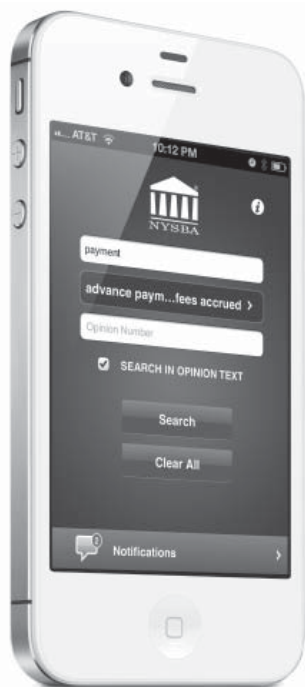 AT&T 10:12 PM
NYSBA
payment
advance paym...fees accrued >
Opinion Number
SEARCH IN OPINION TEXT
Search
Clear All
2
Notifications >